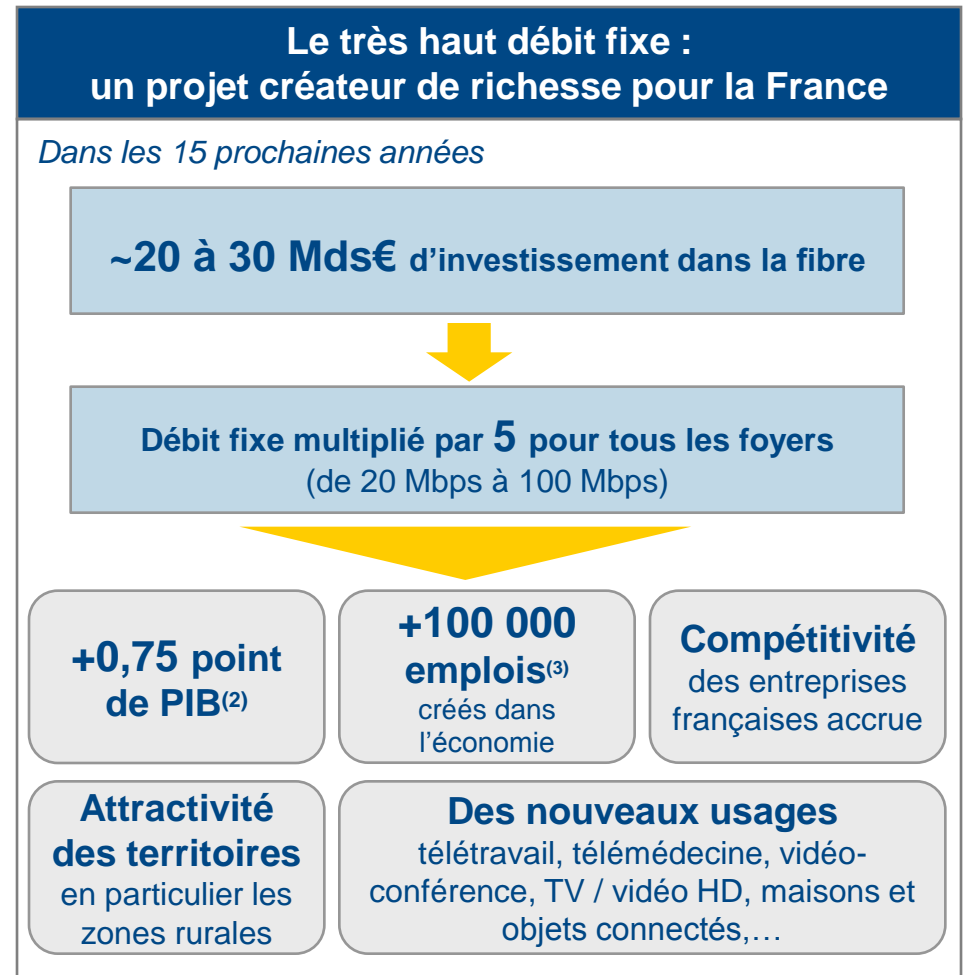 Le très haut débit fixe :
un projet créateur de richesse pour la France
Dans les 15 prochaines années
~20 à 30 Mds€ d’investissement dans la fibre
Débit fixe multiplié par 5 pour tous les foyers
(de 20 Mbps à 100 Mbps)
+0,75 point
de PIB(2)
+100 000
emplois(3)
créés dans
l’économie
Compétitivité
des entreprises
françaises accrue
Attractivité
des territoires
en particulier les
zones rurales
Des nouveaux usages
télétravail, télémédecine, vidéo-
conférence, TV / vidéo HD, maisons et
objets connectés,…